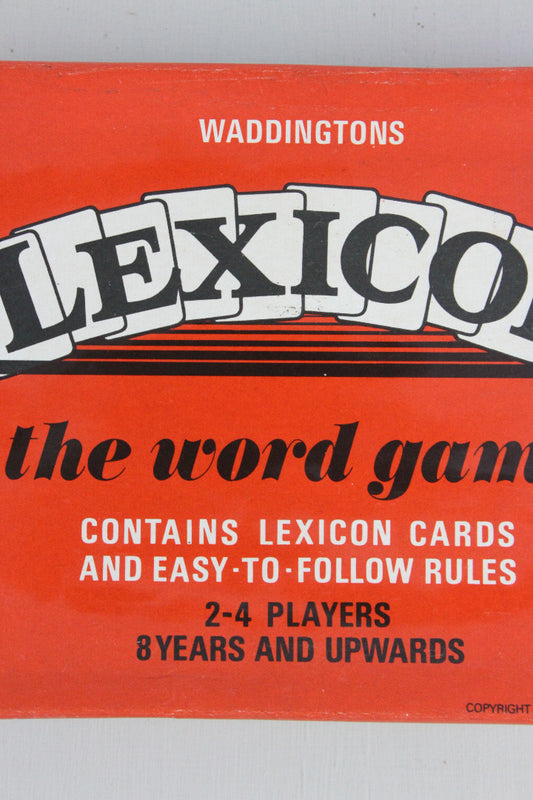 WADDINGTONS
LEXICO
the word gam
CONTAINS LEXICON CARDS
AND EASY-TO-FOLLOW RULES
2-4 PLAYERS
8 YEARS AND UPWARDS
COPYRIGHT